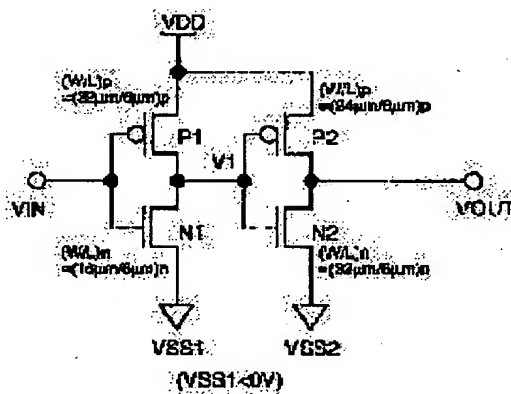 VDD
(W/L)p
=(32μm/6μm)p
(W/L)p
=(84μm/6μm)p
P1
P2
V1
VIN
VOUT
N1
N2
(W/L)n
=(16μm/6μm)n
(W/L)n
=(32μm/6μm)n
VSS1
VSS2
(VSS1<0V)